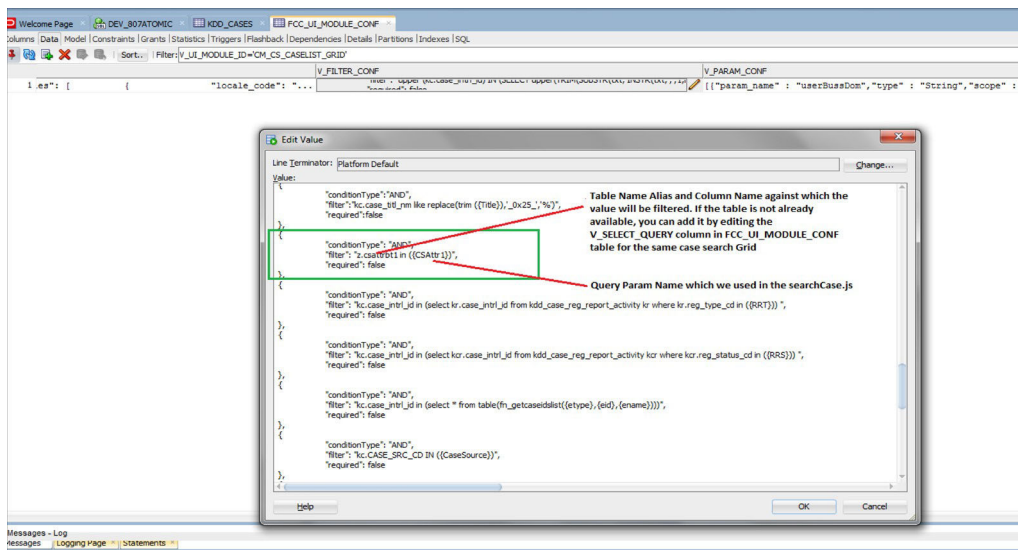 Welcome Page DEV_807ATOMIC KDD_CASES FCC_UI_MODULE_CONF
Columns Data Model Constraints Grants Statistics Triggers Flashback Dependencies Details Partitions Indexes SQL
Sort.. Filter: V_UI_MODULE_ID='CM_CS_CASELIST_GRID'
V_FILTER_CONF V_PARAM_CONF
1 .es": [ { "locale_code": "... [{"param_name" : "userBussDom","type" : "String","scope" :
"required": false
Edit Value
Line Terminator: Platform Default Change...
Value:
{
"conditionType":"AND",
"filter":"kc.case_titl_nm like replace(trim ({Title}),'_0x25_','%')",
"required":false
},
{
"conditionType": "AND",
"filter": "z.csattrbt1 in ({CSAttr1})",
"required": false
},
{
"conditionType": "AND",
"filter": "kc.case_intrl_id in (select kr.case_intrl_id from kdd_case_reg_report_activity kr where kr.reg_type_cd in ({RRT})) ",
"required": false
},
{
"conditionType": "AND",
"filter": "kc.case_intrl_id in (select kcr.case_intrl_id from kdd_case_reg_report_activity kcr where kcr.reg_status_cd in ({RRS})) ",
"required": false
},
{
"conditionType": "AND",
"filter": "kc.case_intrl_id in (select * from table(fn_getcaseidslist({etype},{eid},{ename})))",
"required": false
},
{
"conditionType": "AND",
"filter": "kc.CASE_SRC_CD IN ({CaseSource})",
"required": false
},
Table Name Alias and Column Name against which the
value will be filtered. If the table is not already
available, you can add it by editing the
V_SELECT_QUERY column in FCC_UI_MODULE_CONF
table for the same case search Grid
Query Param Name which we used in the searchCase.js
Help OK Cancel
Messages - Log
Messages Logging Page Statements